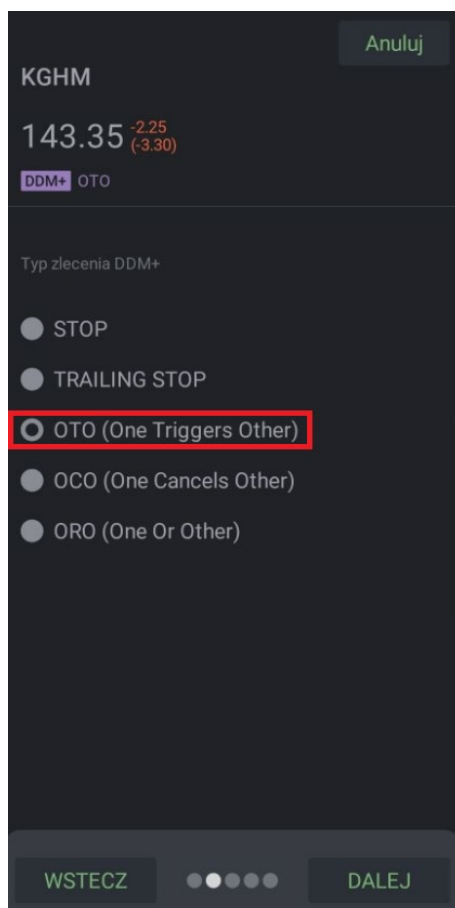 Anuluj
KGHM
143.35 -2.25
(-3.30)
DDM+ OTO
Typ zlecenia DDM+
STOP
TRAILING STOP
OTO (One Triggers Other)
OCO (One Cancels Other)
ORO (One Or Other)
WSTECZ DALEJ